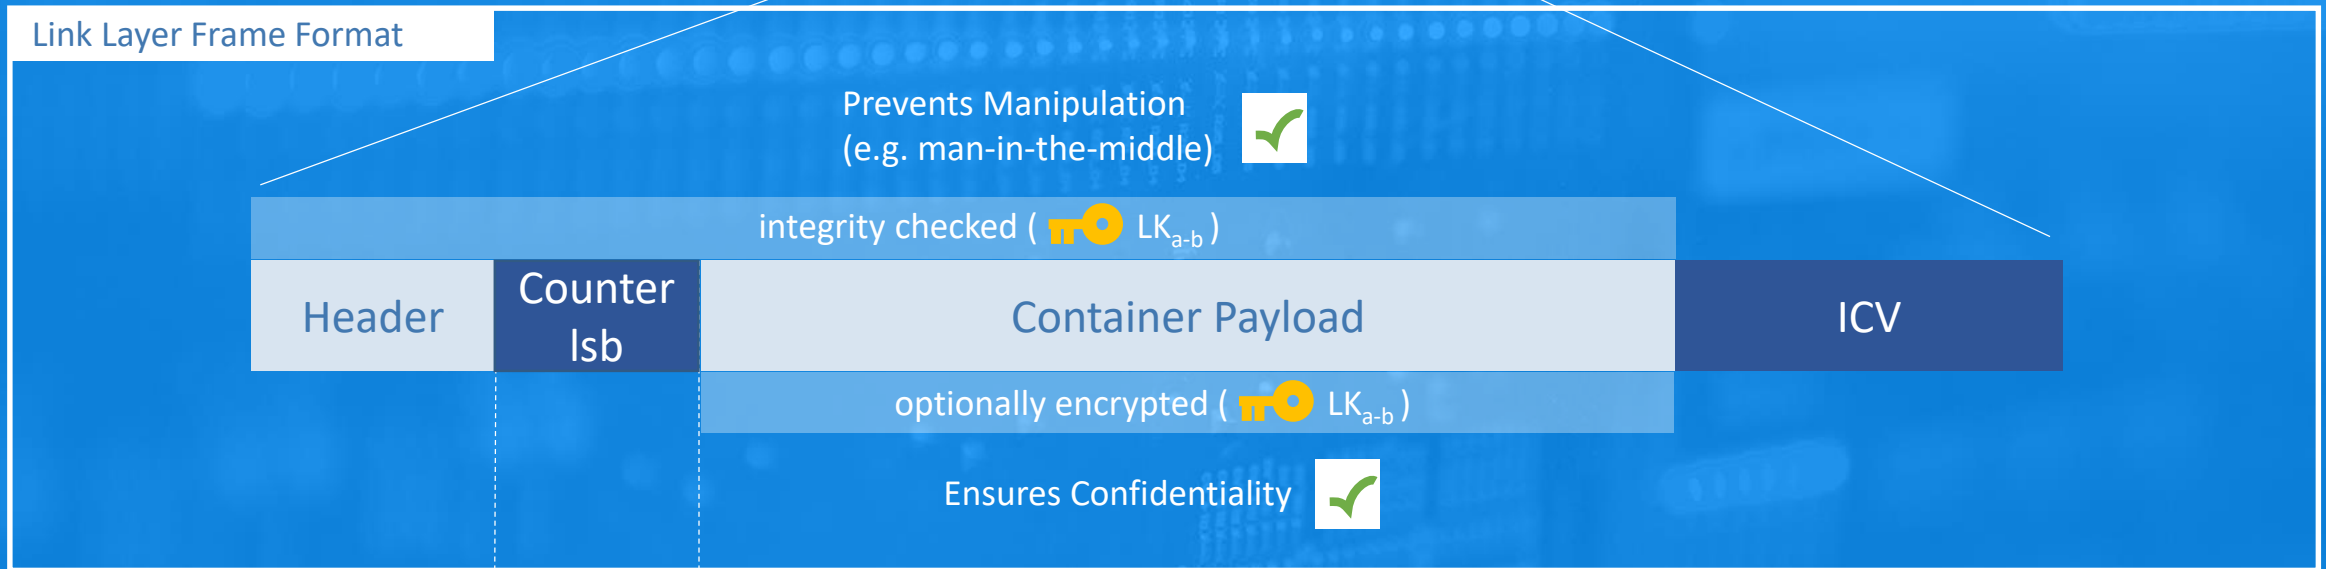 Link Layer Frame Format
Prevents Manipulation
(e.g. man-in-the-middle)
integrity checked ( LKa-b )
Header
Counter
lsb
Container Payload
ICV
optionally encrypted ( LKa-b )
Ensures Confidentiality